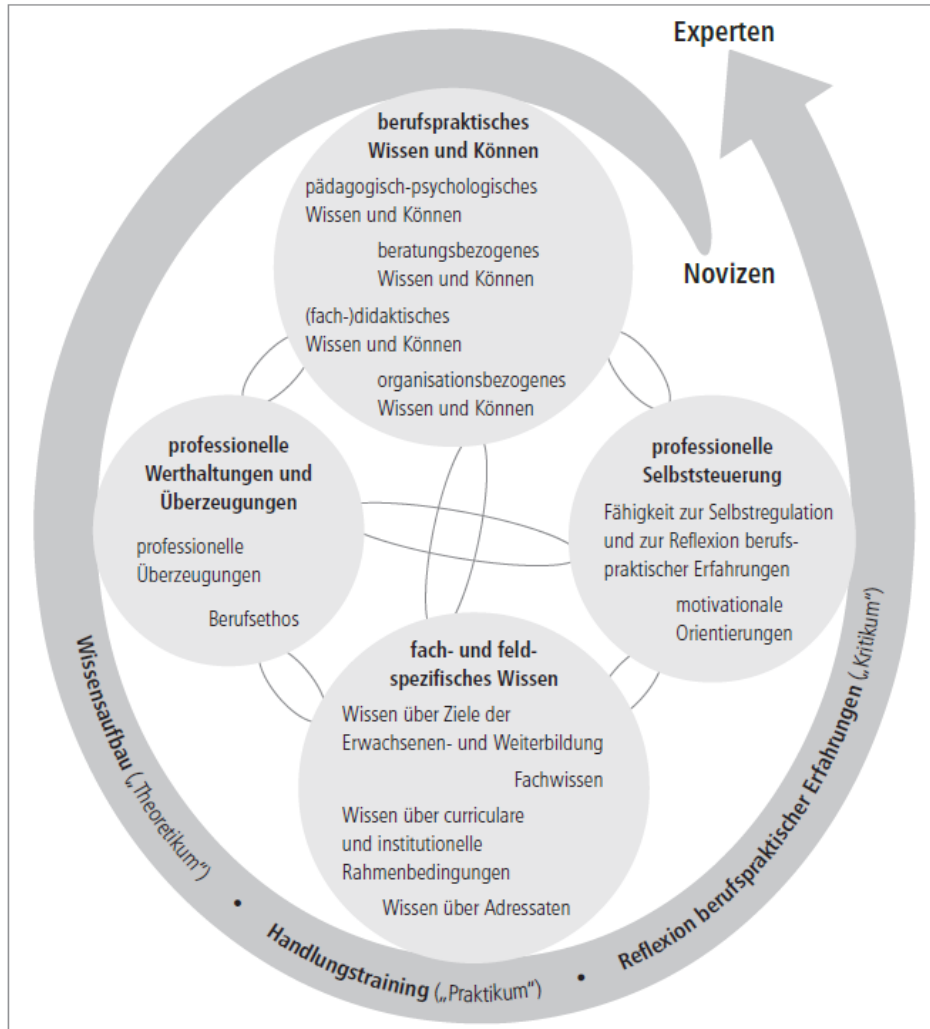 Experten
Novizen
berufspraktisches
Wissen und Können
pädagogisch-psychologisches
Wissen und Können
beratungsbezogenes
Wissen und Können
(fach-)didaktisches
Wissen und Können
organisationsbezogenes
Wissen und Können
professionelle
Werthaltungen und
Überzeugungen
professionelle
Überzeugungen
Berufsethos
professionelle
Selbststeuerung
Fähigkeit zur Selbstregulation
und zur Reflexion berufs-
praktischer Erfahrungen
motivationale
Orientierungen
fach- und feld-
spezifisches Wissen
Wissen über Ziele der
Erwachsenen- und Weiterbildung
Fachwissen
Wissen über curriculare
und institutionelle
Rahmenbedingungen
Wissen über Adressaten
Wissensaufbau („Theoretikum“) • Handlungstraining („Praktikum“) • Reflexion berufspraktischer Erfahrungen („Kritikum“)